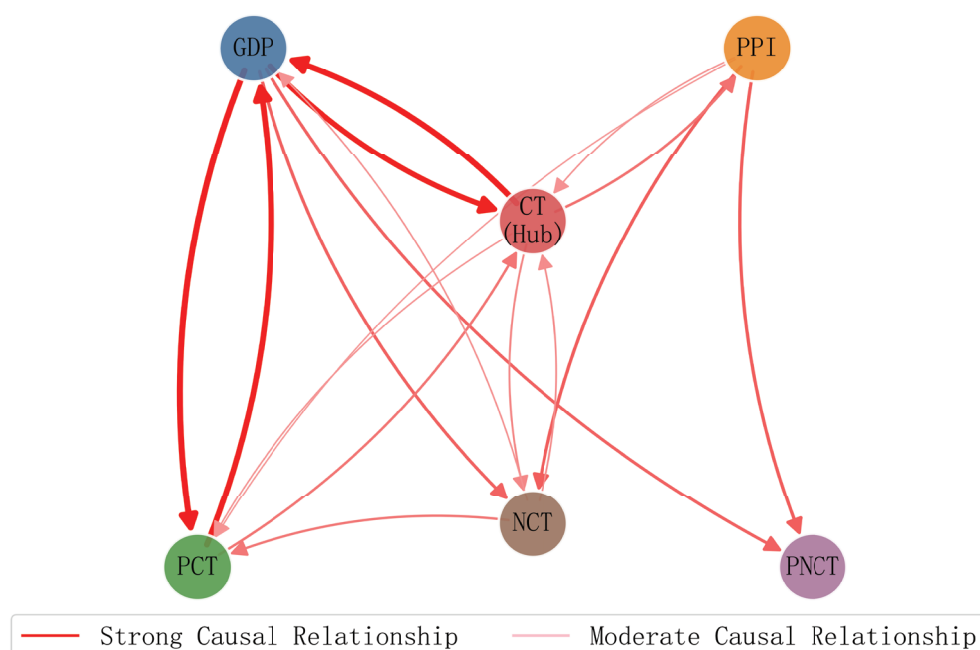 GDP
PPI
CT
(Hub)
NCT
PCT
PNCT
Strong Causal Relationship
Moderate Causal Relationship